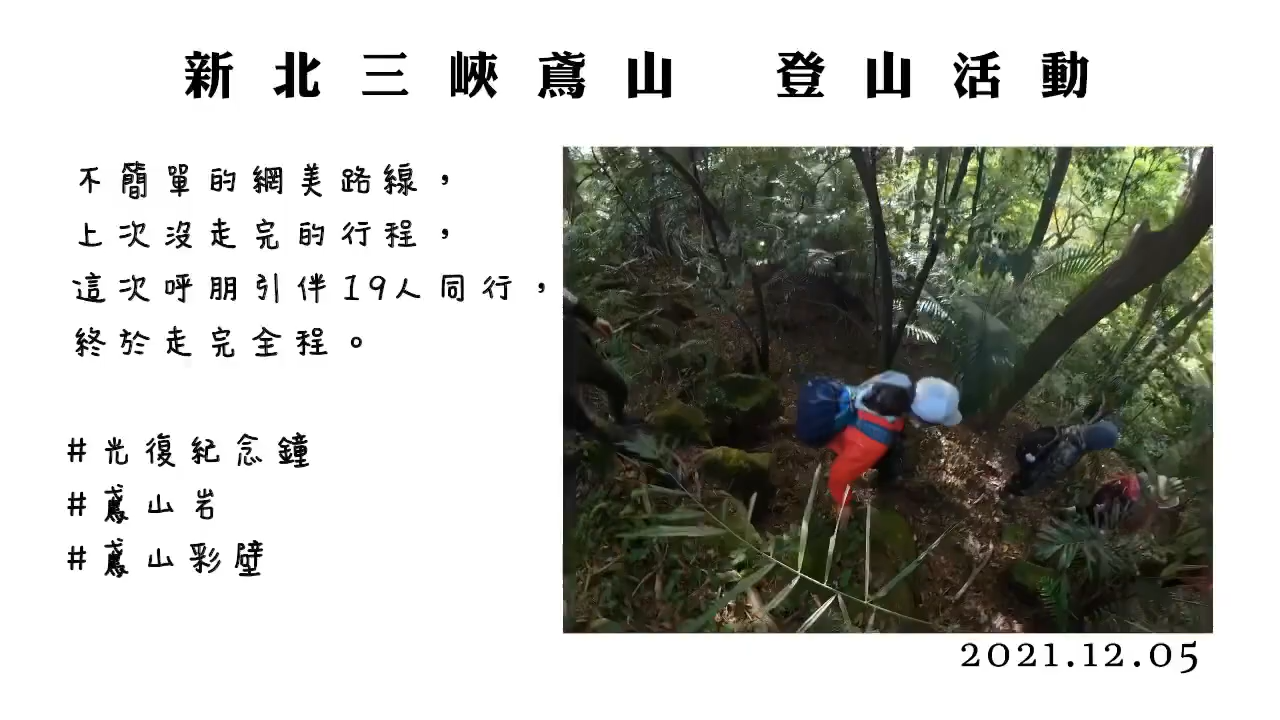 新北三峽鳶山 登山活動
不簡單的網美路線，
上次沒走完的行程，
這次呼朋引伴19人同行，
終於走完全程。
#光復紀念鐘
#鳶山岩
#鳶山彩壁
2021.12.05